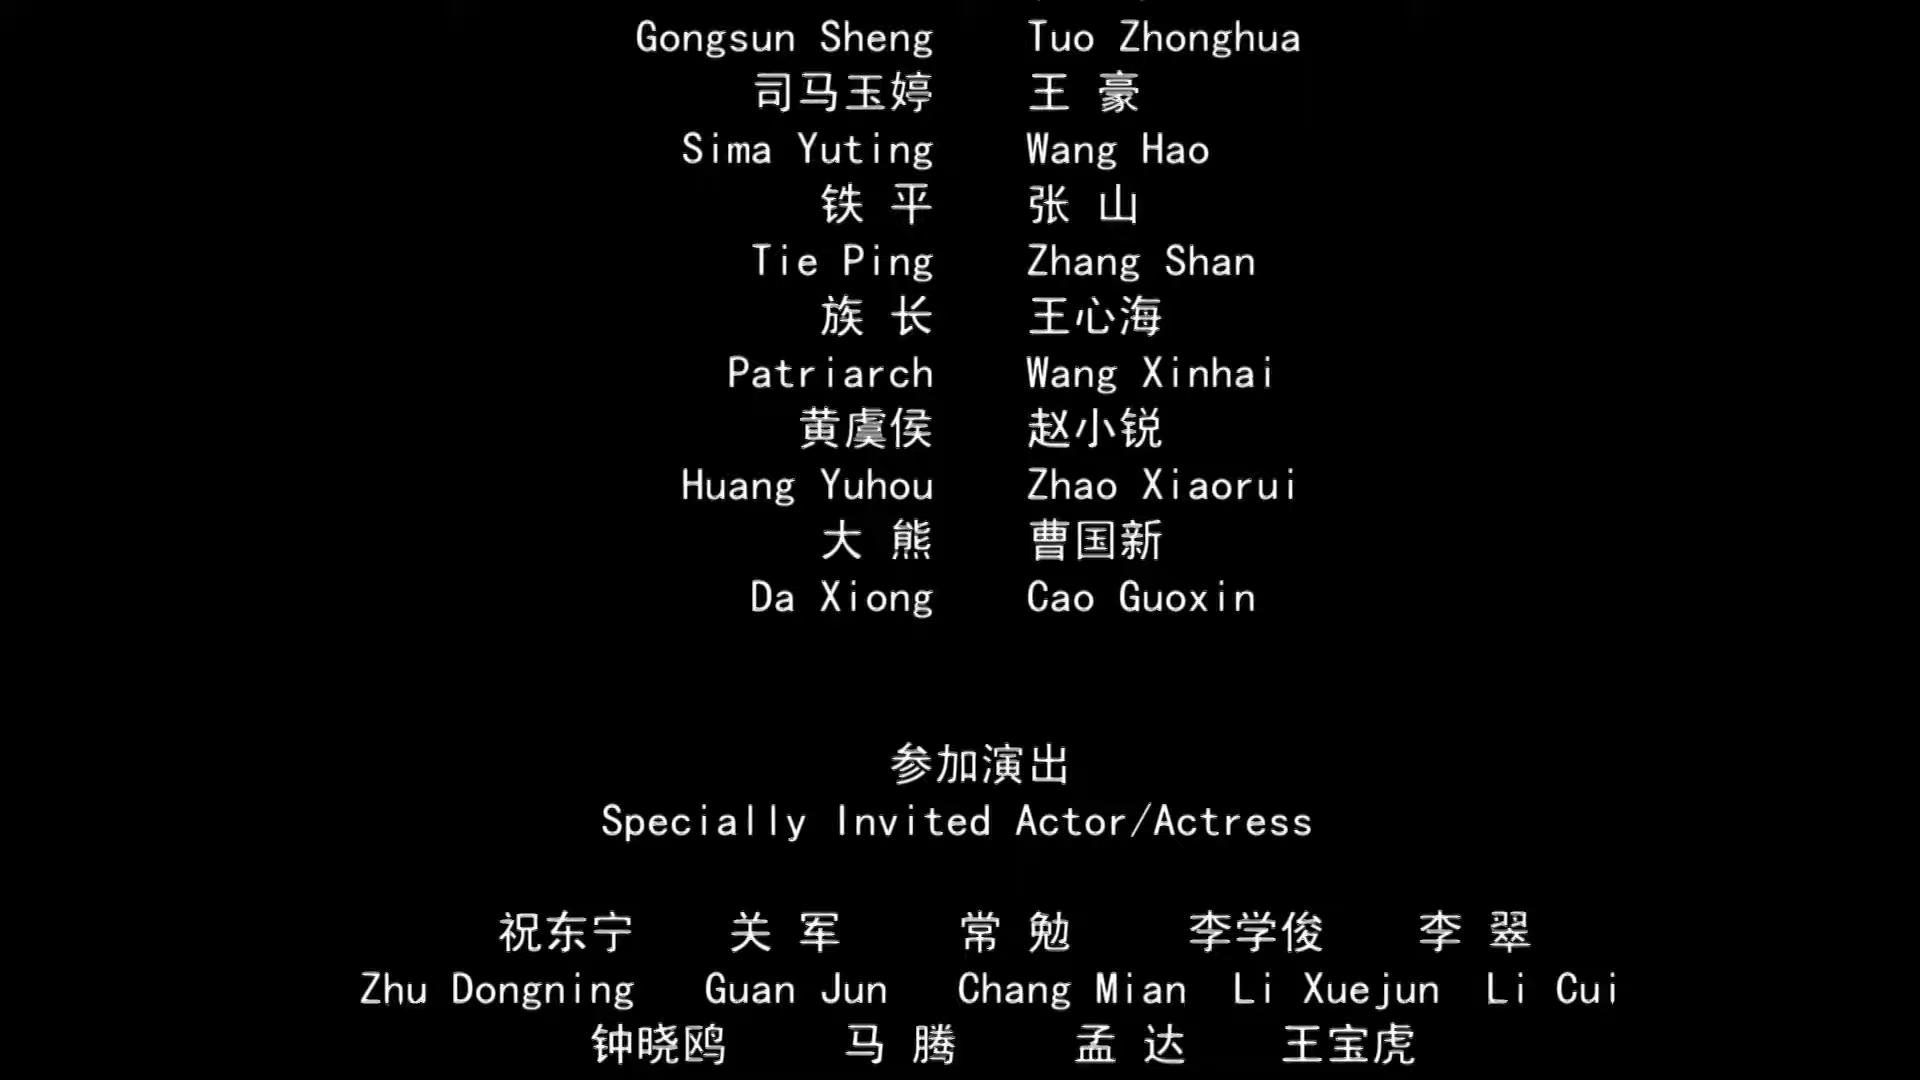 Gongsun Sheng Tuo Zhonghua
司马玉婷 王 豪
Sima Yuting Wang Hao
铁 平 张 山
Tie Ping Zhang Shan
族 长 王心海
Patriarch Wang Xinhai
黄虞侯 赵小锐
Huang Yuhou Zhao Xiaorui
大 熊 曹国新
Da Xiong Cao Guoxin
参加演出
Specially Invited Actor/Actress
祝东宁 关 军 常 勉 李学俊 李 翠
Zhu Dongning Guan Jun Chang Mian Li Xuejun Li Cui
钟晓鸥 马 腾 孟 达 王宝虎